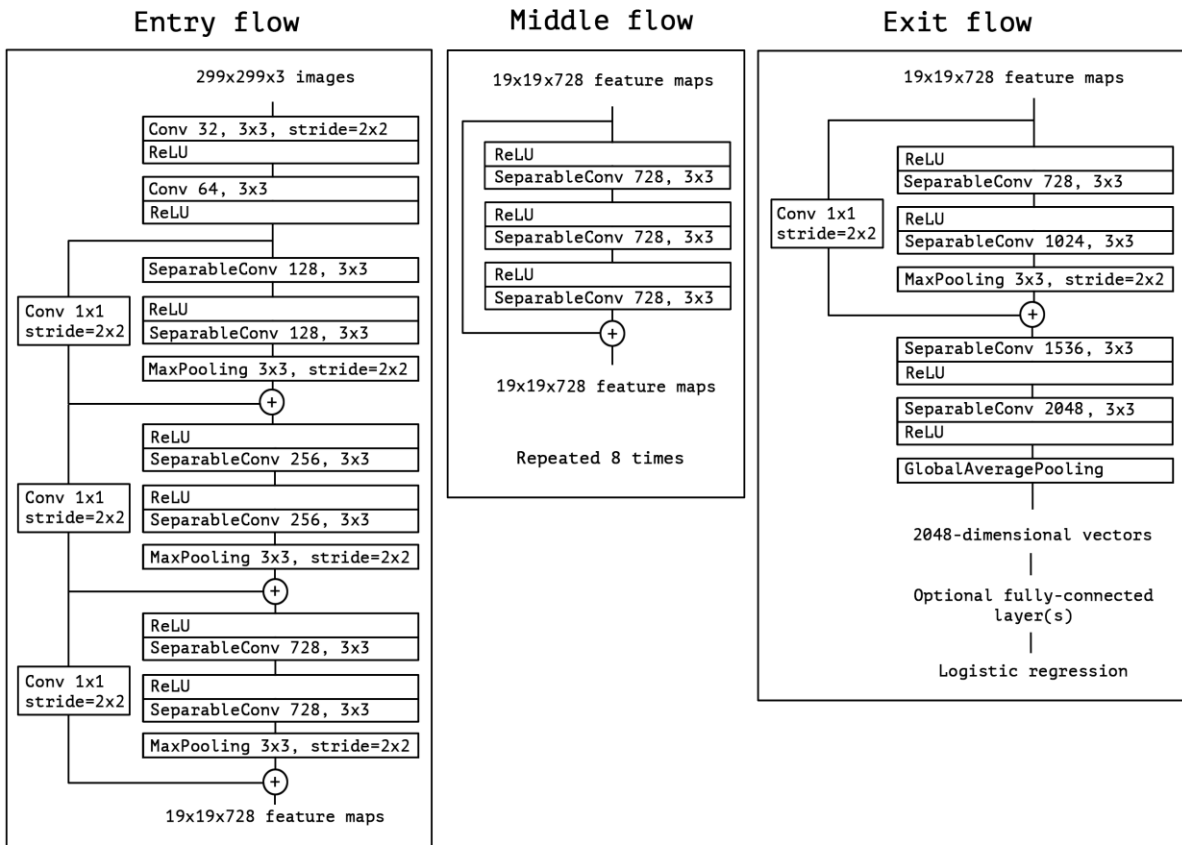 Entry flow
299x299x3 images
Conv 32, 3x3, stride=2x2
ReLU
Conv 64, 3x3
ReLU
SeparableConv 128, 3x3
Conv 1x1
stride=2x2
ReLU
SeparableConv 128, 3x3
MaxPooling 3x3, stride=2x2
+
ReLU
SeparableConv 256, 3x3
Conv 1x1
stride=2x2
ReLU
SeparableConv 256, 3x3
MaxPooling 3x3, stride=2x2
+
ReLU
SeparableConv 728, 3x3
Conv 1x1
stride=2x2
ReLU
SeparableConv 728, 3x3
MaxPooling 3x3, stride=2x2
+
19x19x728 feature maps
Middle flow
19x19x728 feature maps
ReLU
SeparableConv 728, 3x3
ReLU
SeparableConv 728, 3x3
ReLU
SeparableConv 728, 3x3
+
19x19x728 feature maps
Repeated 8 times
Exit flow
19x19x728 feature maps
ReLU
SeparableConv 728, 3x3
Conv 1x1
stride=2x2
ReLU
SeparableConv 1024, 3x3
MaxPooling 3x3, stride=2x2
+
SeparableConv 1536, 3x3
ReLU
SeparableConv 2048, 3x3
ReLU
GlobalAveragePooling
2048-dimensional vectors
Optional fully-connected
layer(s)
Logistic regression